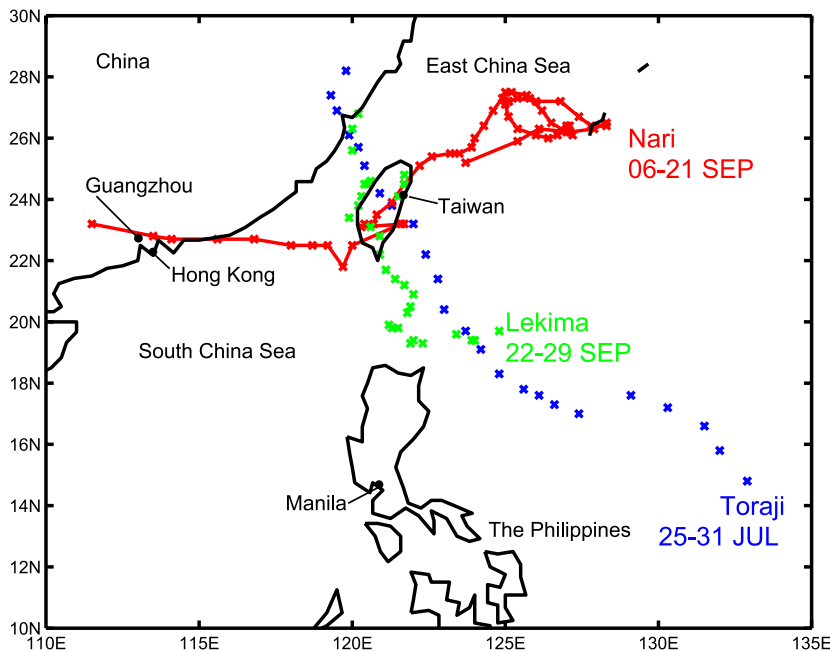 30N
28N
26N
24N
22N
20N
18N
16N
14N
12N
10N
China
East China Sea
Nari
06-21 SEP
Guangzhou
Taiwan
Hong Kong
Lekima
22-29 SEP
South China Sea
Manila
Toraji
25-31 JUL
The Philippines
110E
115E
120E
125E
130E
135E